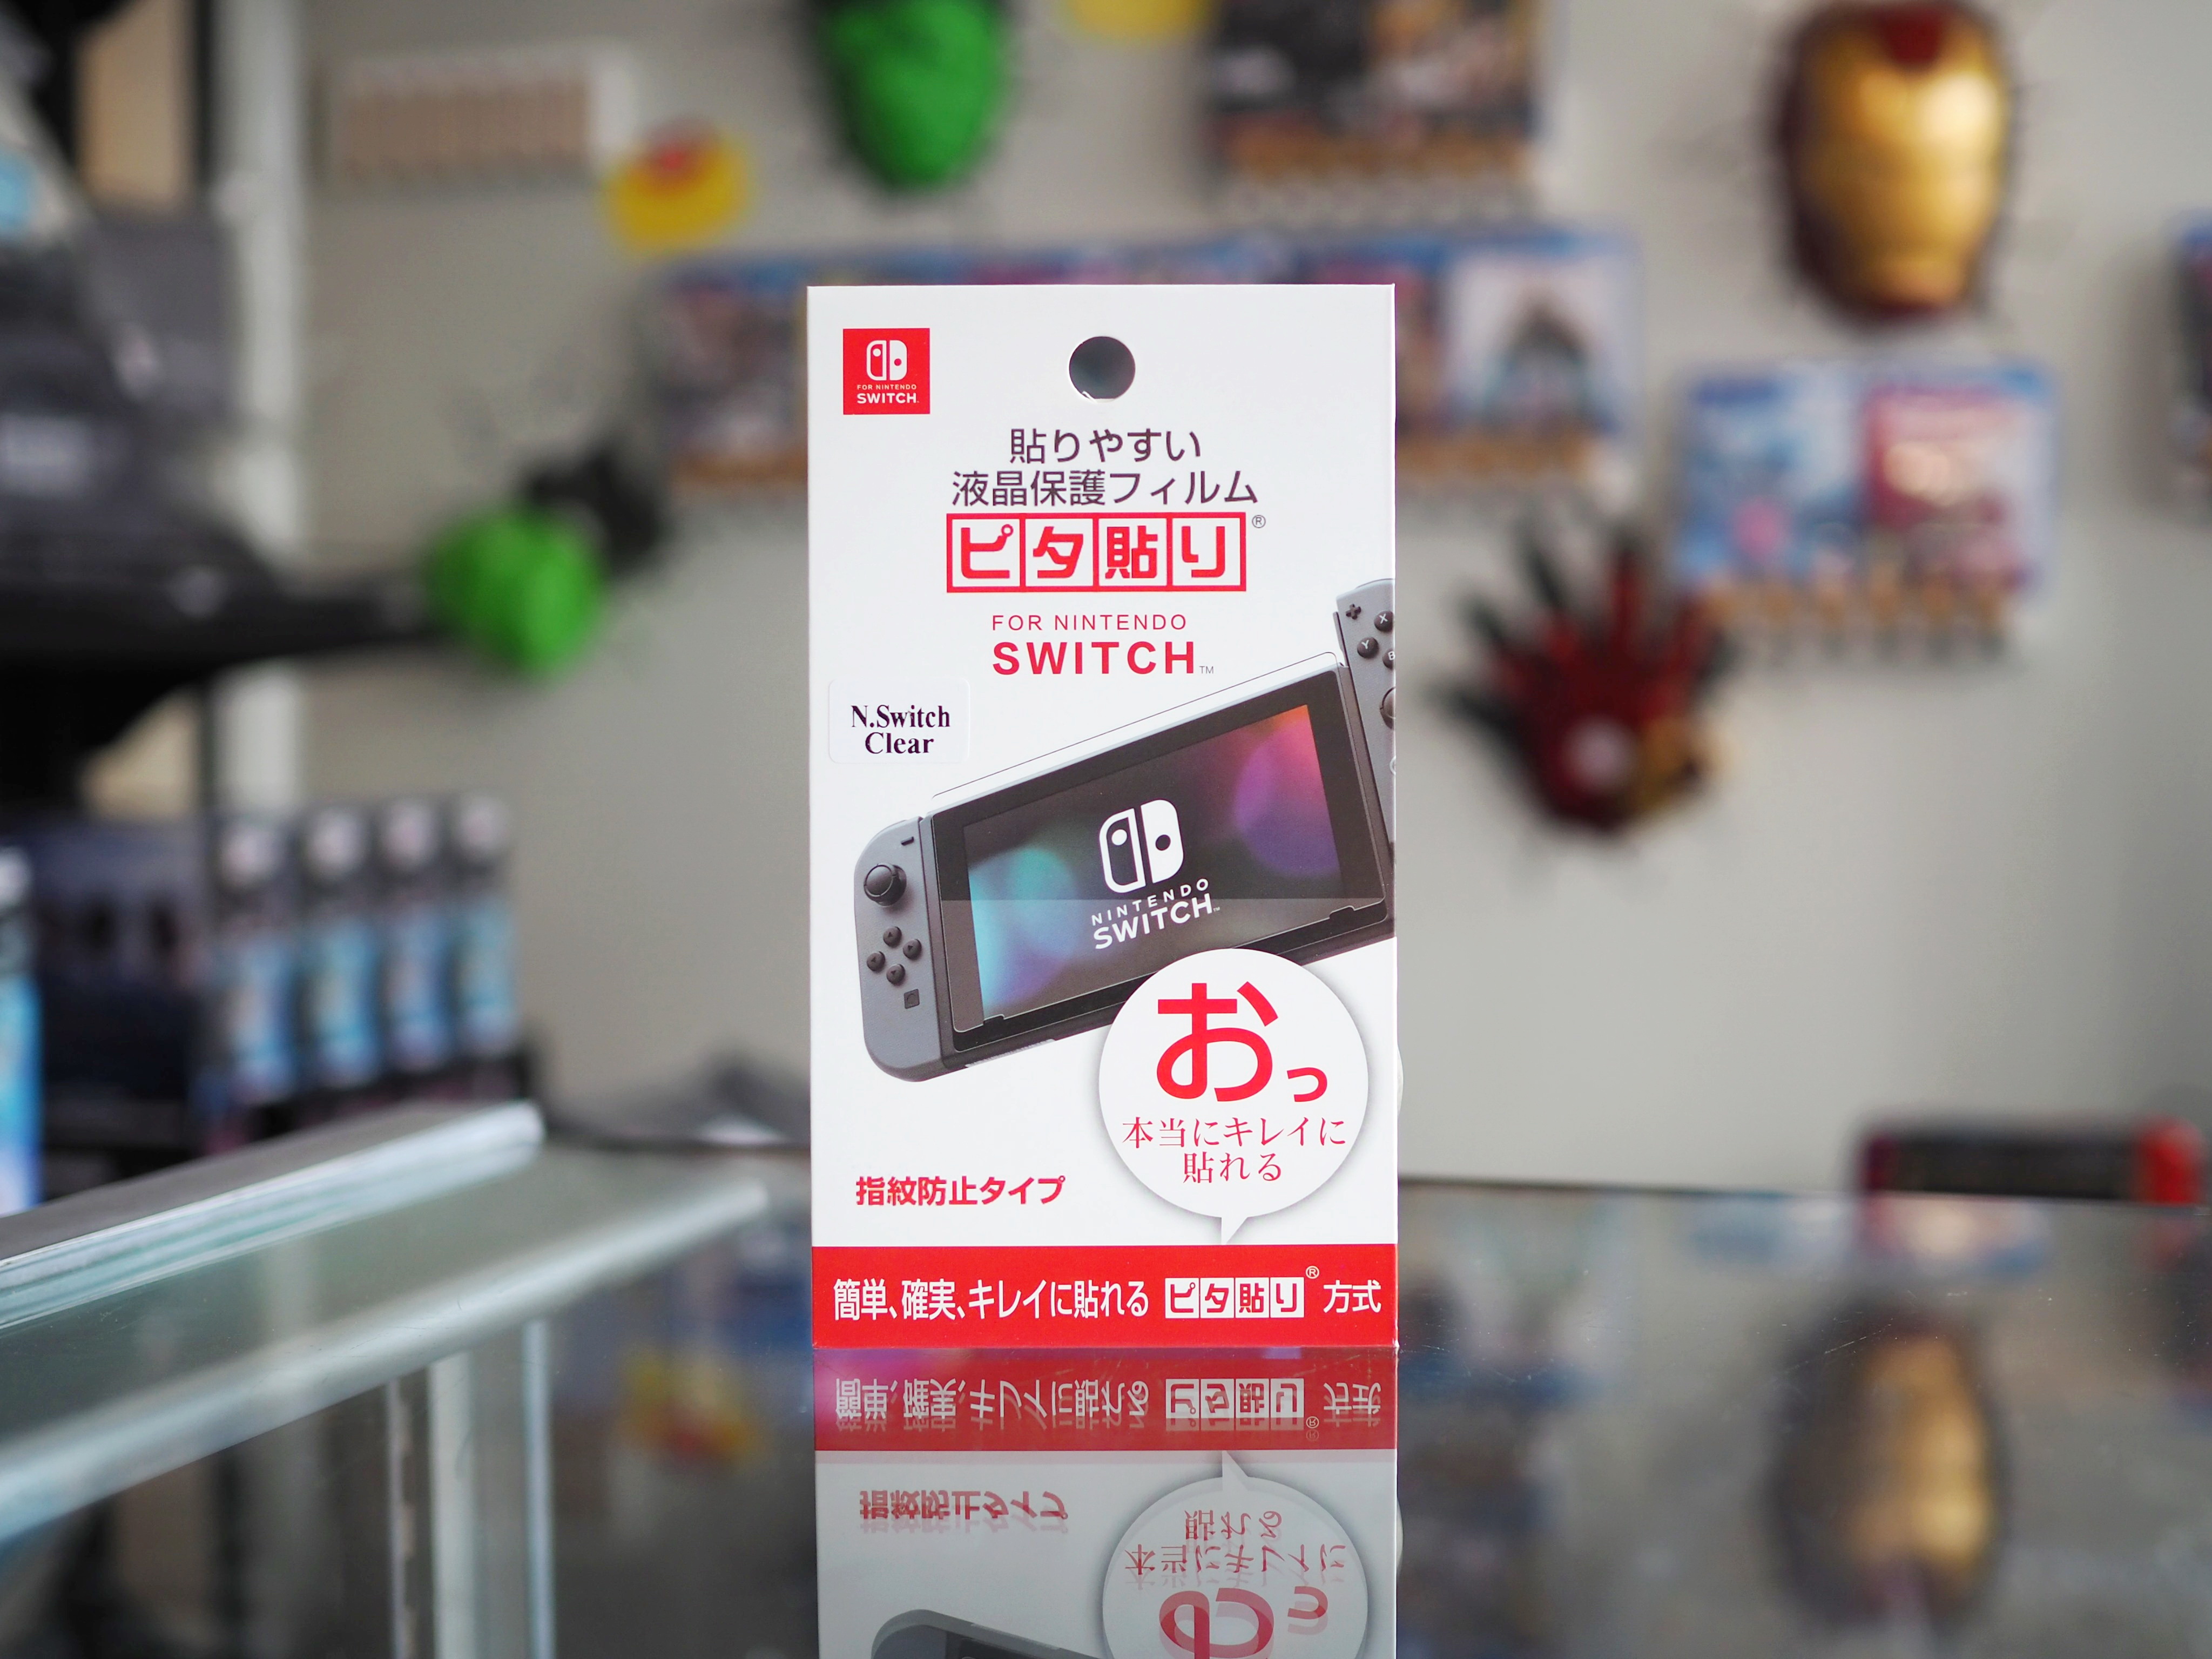 FOR NINTENDO
SWITCH
貼りやすい
液晶保護フィルム
ピタ貼り®
FOR NINTENDO
SWITCH™
N.Switch
Clear
X
Y
B
NINTENDO
SWITCH™
おっ
本当にキレイに
貼れる
指紋防止タイプ
簡単、確実、キレイに貼れる ピタ貼り® 方式